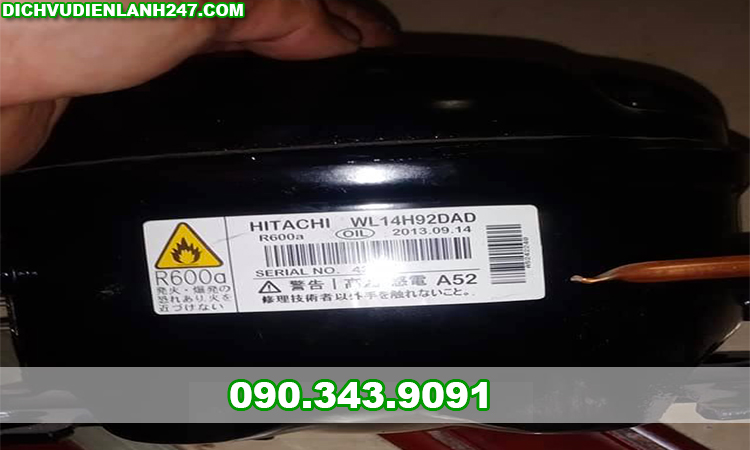 DICHVUDIENLANH247.COM
HITACHI WL14H92DAD
R600a OIL 2013.09.14
SERIAL NO.
R600a
発火・爆発の
恐れあり火を
近づけない
警告 高 感電 A52
修理技術者以外手を触れないこと。
090.343.9091